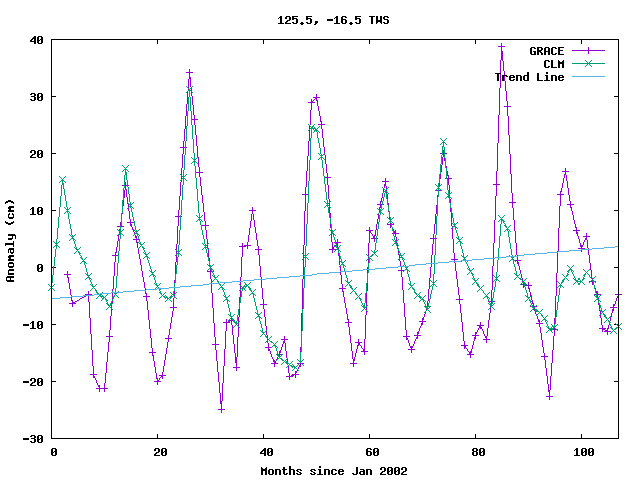 125.5, -16.5 TWS
GRACE
CLM
Trend Line
40
30
20
10
0
-10
-20
-30
Anomaly (cm)
0 20 40 60 80 100
Months since Jan 2002